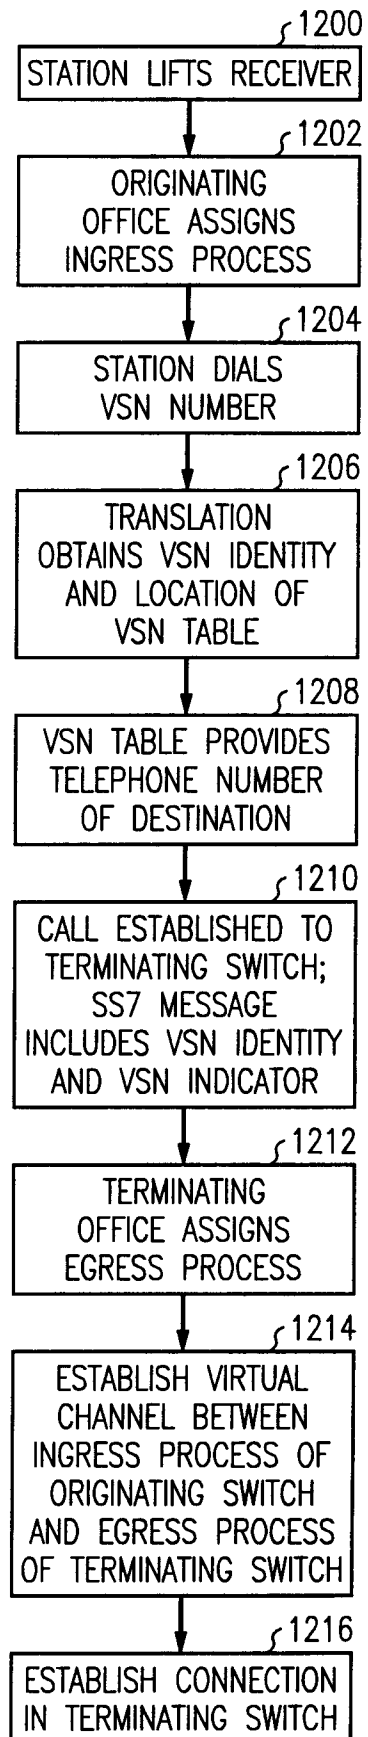 1200
STATION LIFTS RECEIVER
1202
ORIGINATING
OFFICE ASSIGNS
INGRESS PROCESS
1204
STATION DIALS
VSN NUMBER
1206
TRANSLATION
OBTAINS VSN IDENTITY
AND LOCATION OF
VSN TABLE
1208
VSN TABLE PROVIDES
TELEPHONE NUMBER
OF DESTINATION
1210
CALL ESTABLISHED TO
TERMINATING SWITCH;
SS7 MESSAGE
INCLUDES VSN IDENTITY
AND VSN INDICATOR
1212
TERMINATING
OFFICE ASSIGNS
EGRESS PROCESS
1214
ESTABLISH VIRTUAL
CHANNEL BETWEEN
INGRESS PROCESS OF
ORIGINATING SWITCH
AND EGRESS PROCESS
OF TERMINATING SWITCH
1216
ESTABLISH CONNECTION
IN TERMINATING SWITCH